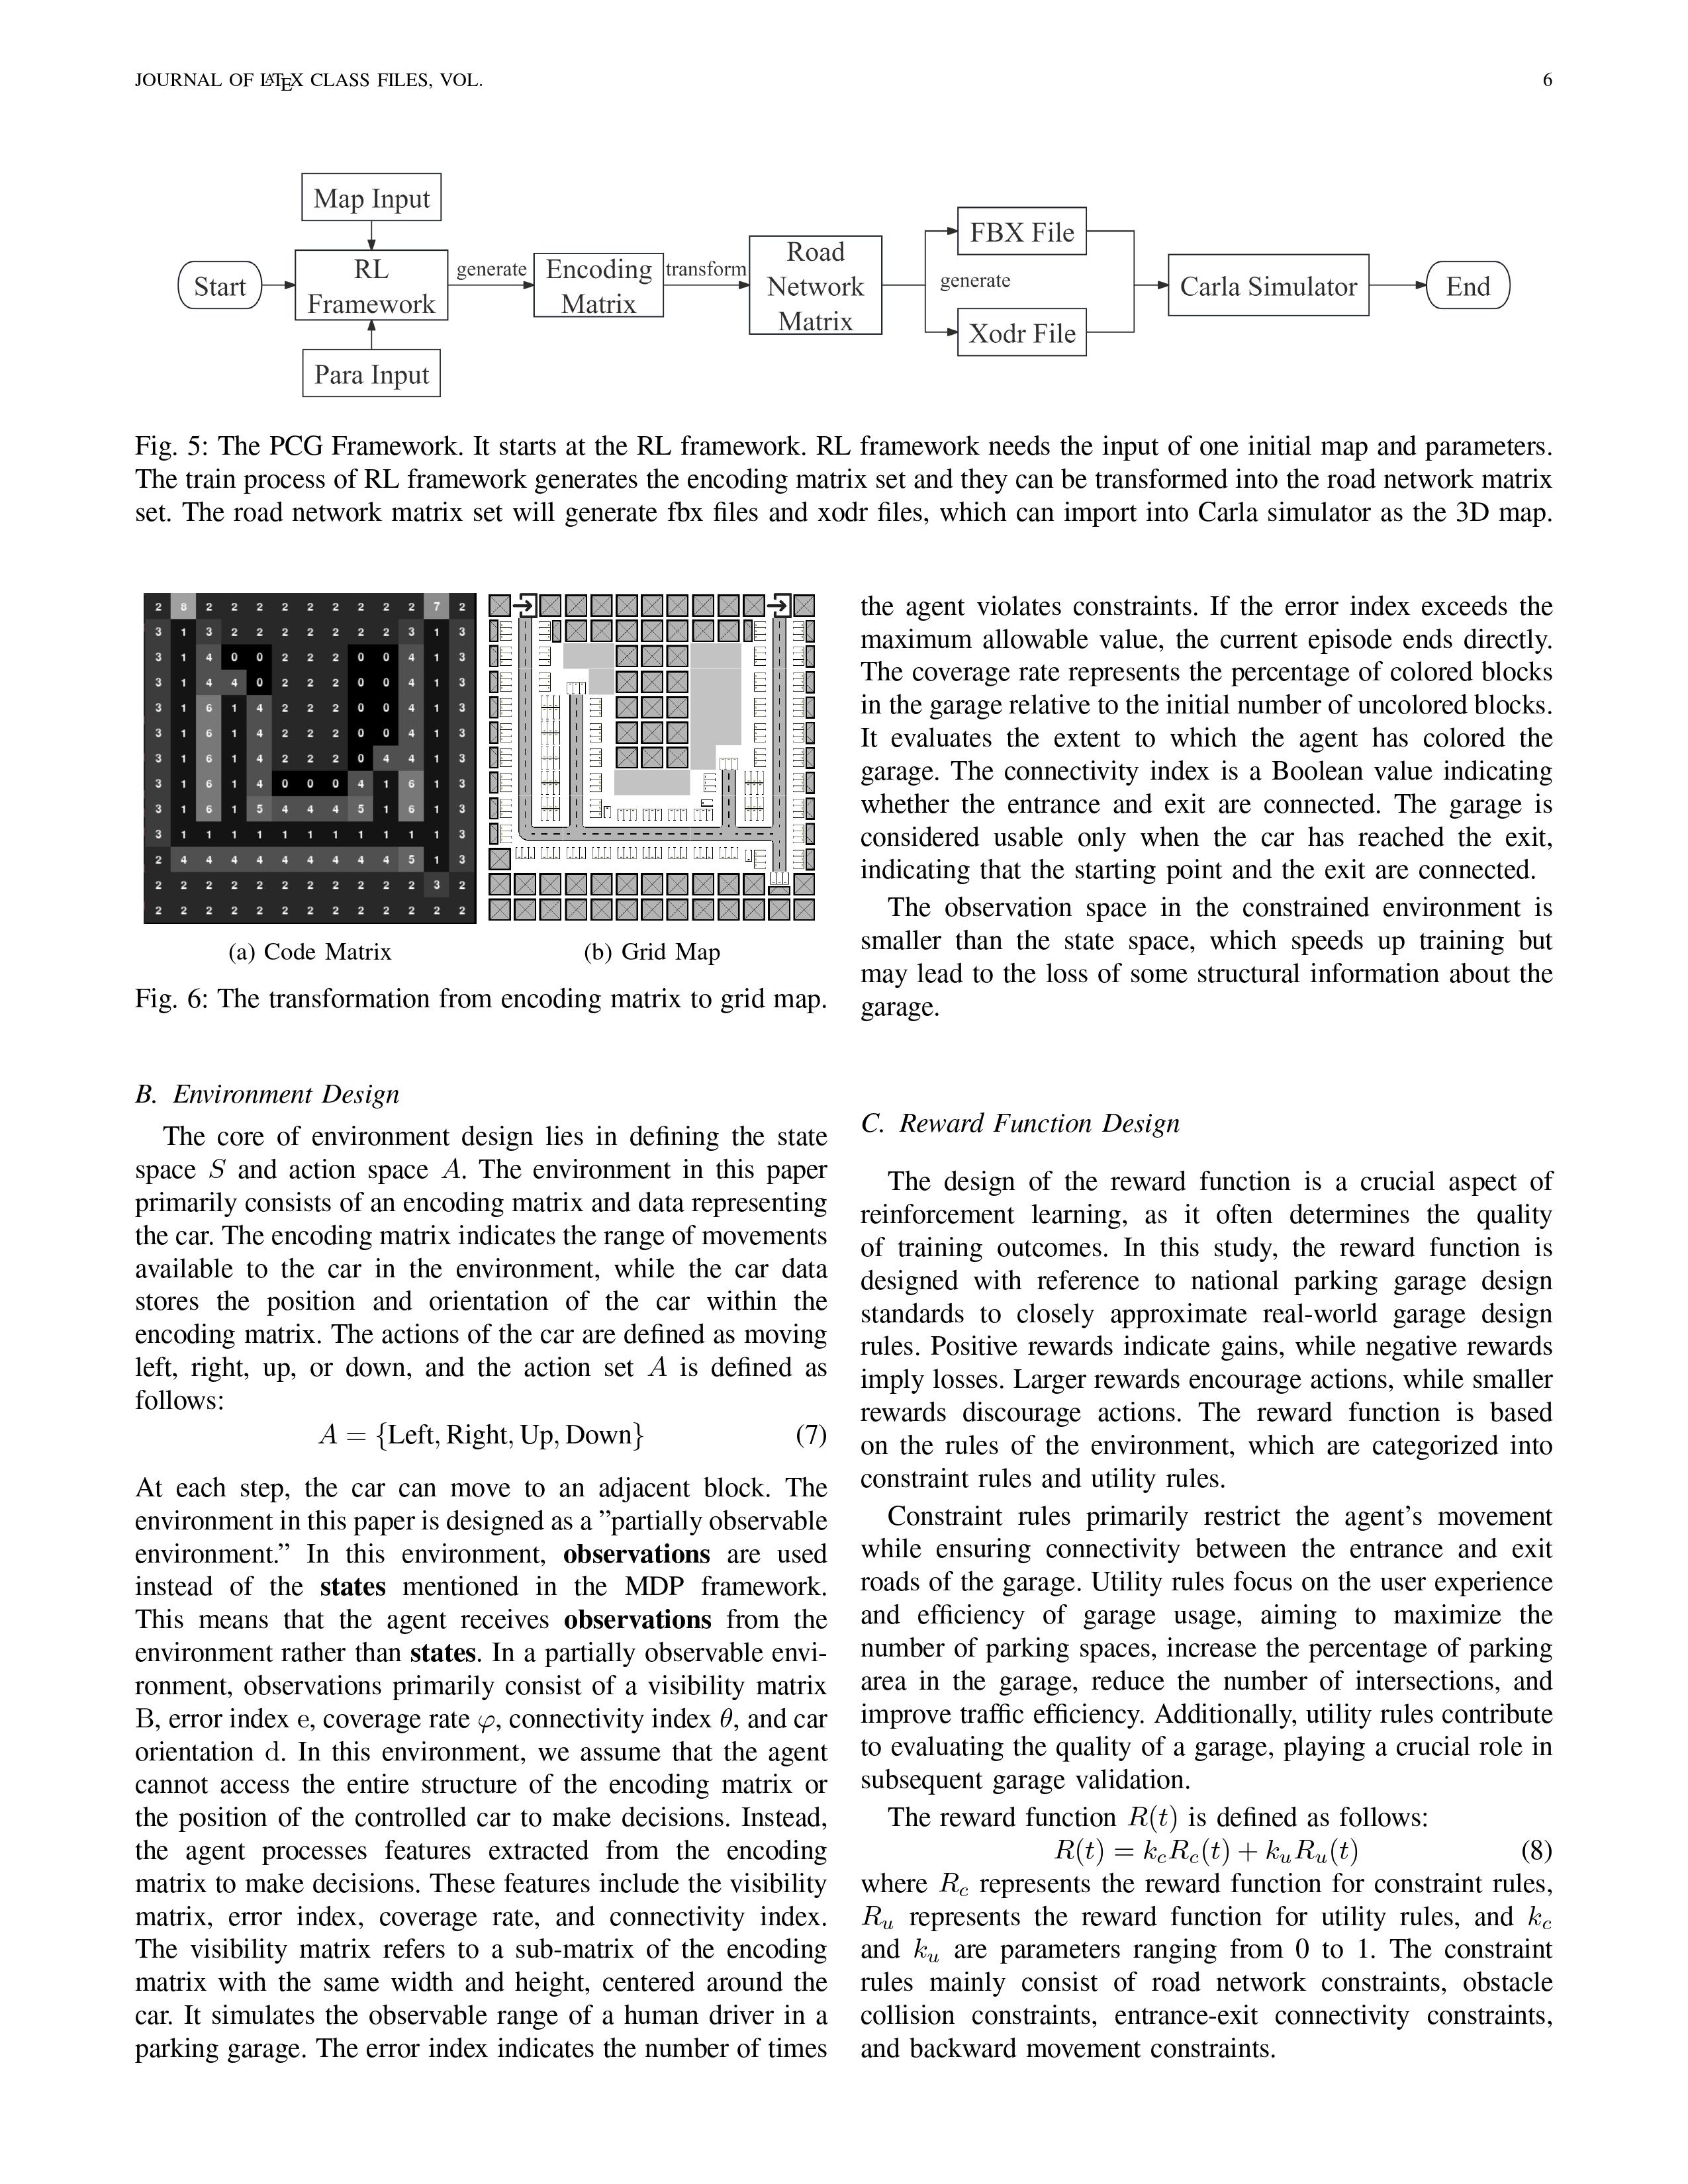 JOURNAL OF LATEX CLASS FILES, VOL.
6
Map Input
Start
RL
Framework
Para Input
generate
Encoding
Matrix
transform
Road
Network
Matrix
generate
FBX File
Xodr File
Carla Simulator
End
Fig. 5: The PCG Framework. It starts at the RL framework. RL framework needs the input of one initial map and parameters.
The train process of RL framework generates the encoding matrix set and they can be transformed into the road network matrix
set. The road network matrix set will generate fbx files and xodr files, which can import into Carla simulator as the 3D map.
2 8 2 2 2 2 2 2 2 2 2 7 2
3 1 3 2 2 2 2 2 2 2 3 1 3
3 1 4 0 0 2 2 2 0 0 4 1 3
3 1 4 4 0 2 2 2 0 0 4 1 3
3 1 6 1 4 2 2 2 0 0 4 1 3
3 1 6 1 4 2 2 2 0 0 4 1 3
3 1 6 1 4 2 2 2 0 4 4 1 3
3 1 6 1 4 0 0 0 4 1 6 1 3
3 1 6 1 5 4 4 4 5 1 6 1 3
3 1 1 1 1 1 1 1 1 1 1 1 3
2 4 4 4 4 4 4 4 4 4 5 1 3
2 2 2 2 2 2 2 2 2 2 2 3 2
2 2 2 2 2 2 2 2 2 2 2 2 2
(a) Code Matrix
(b) Grid Map
Fig. 6: The transformation from encoding matrix to grid map.
B. Environment Design
The core of environment design lies in defining the state
space S and action space A. The environment in this paper
primarily consists of an encoding matrix and data representing
the car. The encoding matrix indicates the range of movements
available to the car in the environment, while the car data
stores the position and orientation of the car within the
encoding matrix. The actions of the car are defined as moving
left, right, up, or down, and the action set A is defined as
follows:
A = {Left, Right, Up, Down} (7)
At each step, the car can move to an adjacent block. The
environment in this paper is designed as a ”partially observable
environment.” In this environment, observations are used
instead of the states mentioned in the MDP framework.
This means that the agent receives observations from the
environment rather than states. In a partially observable envi-
ronment, observations primarily consist of a visibility matrix
B, error index e, coverage rate φ, connectivity index θ, and car
orientation d. In this environment, we assume that the agent
cannot access the entire structure of the encoding matrix or
the position of the controlled car to make decisions. Instead,
the agent processes features extracted from the encoding
matrix to make decisions. These features include the visibility
matrix, error index, coverage rate, and connectivity index.
The visibility matrix refers to a sub-matrix of the encoding
matrix with the same width and height, centered around the
car. It simulates the observable range of a human driver in a
parking garage. The error index indicates the number of times
the agent violates constraints. If the error index exceeds the
maximum allowable value, the current episode ends directly.
The coverage rate represents the percentage of colored blocks
in the garage relative to the initial number of uncolored blocks.
It evaluates the extent to which the agent has colored the
garage. The connectivity index is a Boolean value indicating
whether the entrance and exit are connected. The garage is
considered usable only when the car has reached the exit,
indicating that the starting point and the exit are connected.
The observation space in the constrained environment is
smaller than the state space, which speeds up training but
may lead to the loss of some structural information about the
garage.
C. Reward Function Design
The design of the reward function is a crucial aspect of
reinforcement learning, as it often determines the quality
of training outcomes. In this study, the reward function is
designed with reference to national parking garage design
standards to closely approximate real-world garage design
rules. Positive rewards indicate gains, while negative rewards
imply losses. Larger rewards encourage actions, while smaller
rewards discourage actions. The reward function is based
on the rules of the environment, which are categorized into
constraint rules and utility rules.
Constraint rules primarily restrict the agent’s movement
while ensuring connectivity between the entrance and exit
roads of the garage. Utility rules focus on the user experience
and efficiency of garage usage, aiming to maximize the
number of parking spaces, increase the percentage of parking
area in the garage, reduce the number of intersections, and
improve traffic efficiency. Additionally, utility rules contribute
to evaluating the quality of a garage, playing a crucial role in
subsequent garage validation.
The reward function R(t) is defined as follows:
R(t) = k_c R_c(t) + k_u R_u(t) (8)
where R_c represents the reward function for constraint rules,
R_u represents the reward function for utility rules, and k_c
and k_u are parameters ranging from 0 to 1. The constraint
rules mainly consist of road network constraints, obstacle
collision constraints, entrance-exit connectivity constraints,
and backward movement constraints.